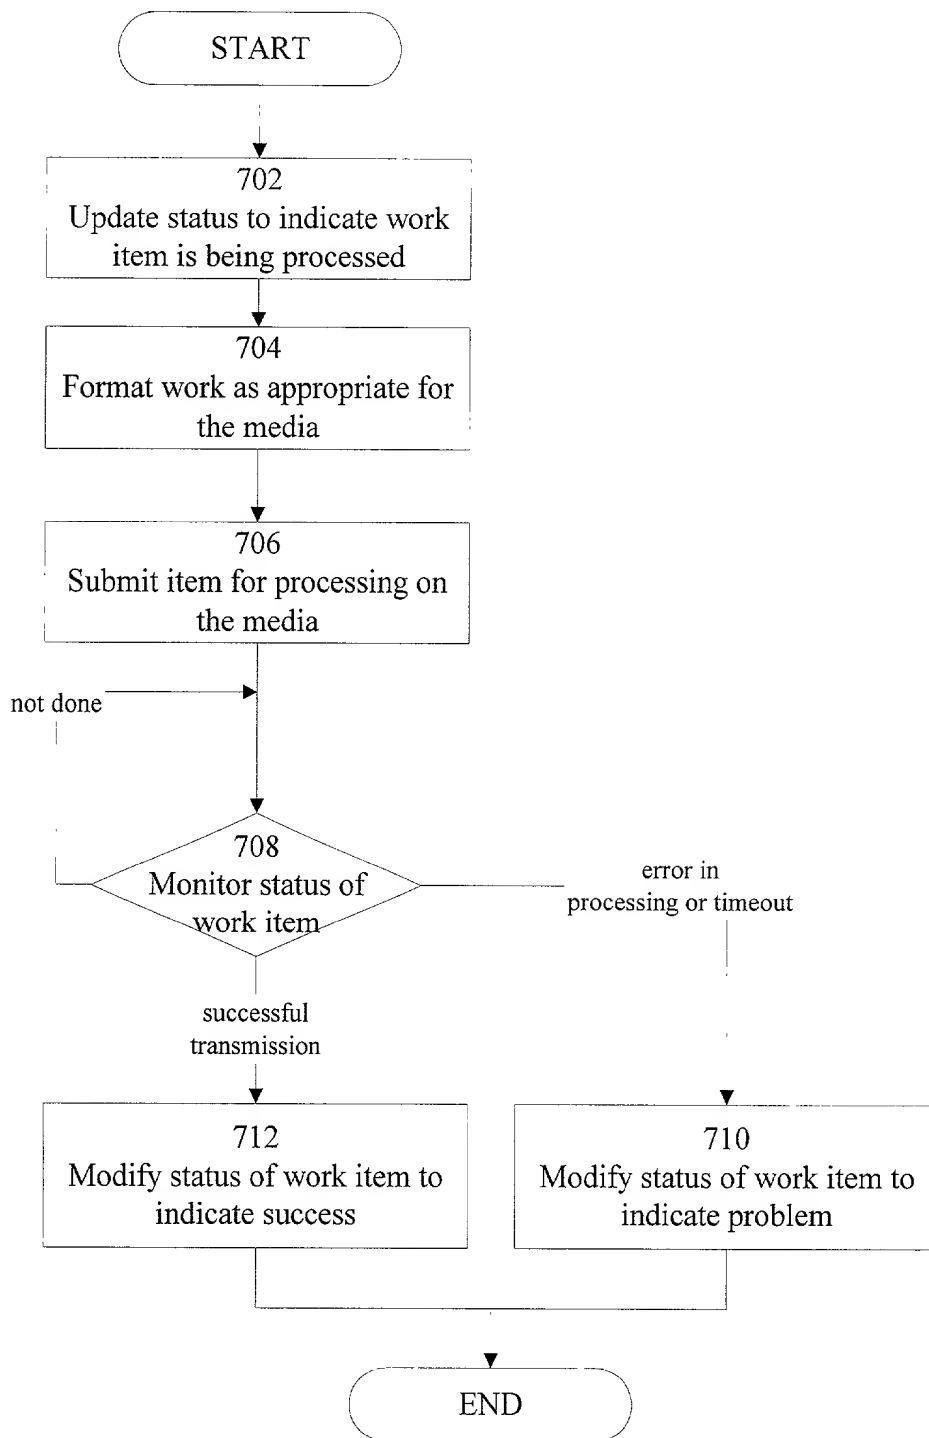 START
702
Update status to indicate work
item is being processed
704
Format work as appropriate for
the media
706
Submit item for processing on
the media
not done
708
Monitor status of
work item
error in
processing or timeout
successful
transmission
712
Modify status of work item to
indicate success
710
Modify status of work item to
indicate problem
END